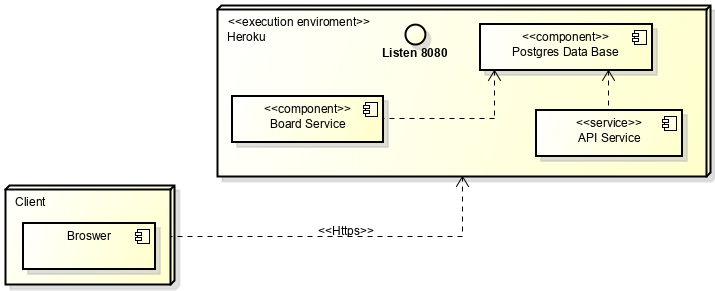 <<execution enviroment>>
Heroku
Listen 8080
<<component>>
Postgres Data Base
<<component>>
Board Service
<<service>>
API Service
Client
Broswer
<<Https>>